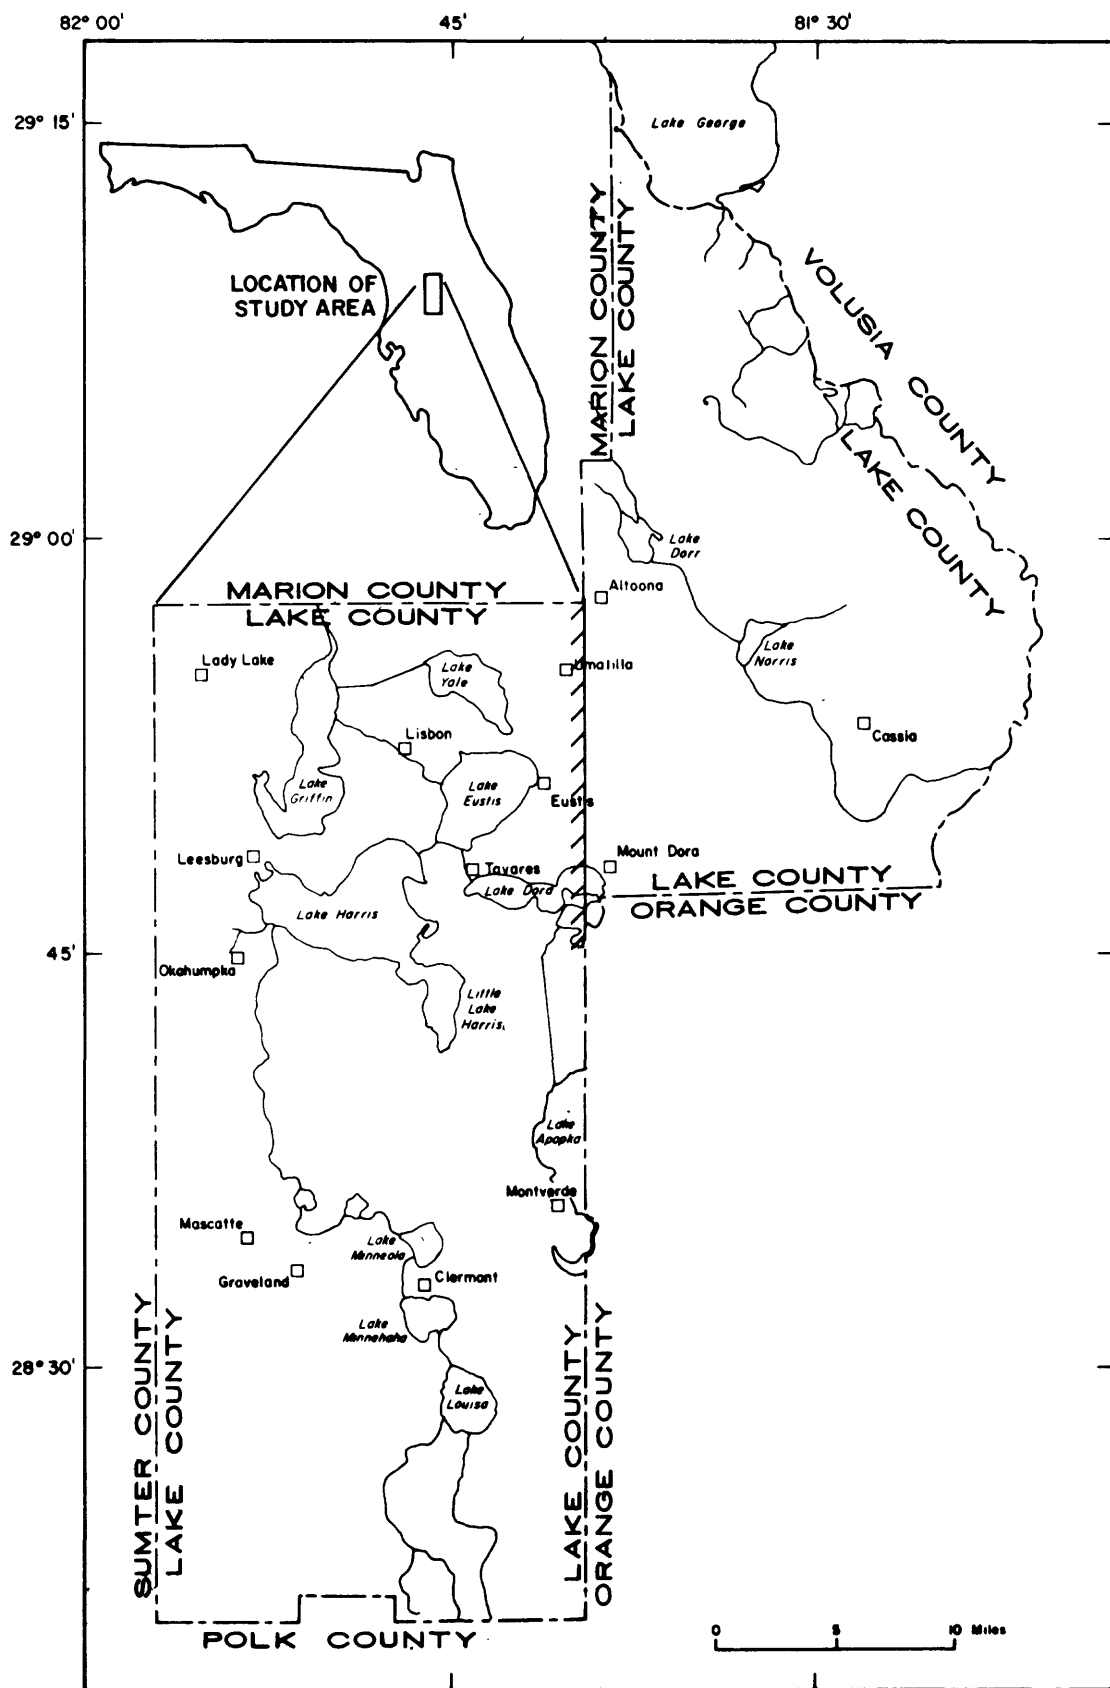 82° 00'
45'
81° 30'
29° 15'
Lake George
MARION COUNTY
LAKE COUNTY
VOLUSIA COUNTY
LAKE COUNTY
LOCATION OF
STUDY AREA
29° 00'
Lake
Dorr
Altoona
MARION COUNTY
LAKE COUNTY
Lady Lake
Lake
Yale
Umatilla
Lake
Norris
Lisbon
Cassia
Lake
Griffin
Lake
Eustis
Eustis
Leesburg
Tavares
Mount Dora
Lake Dora
LAKE COUNTY
ORANGE COUNTY
Lake Harris
45'
Okahumpka
Little
Lake
Harris
Lake
Apopka
Montverde
Mascotte
Lake
Minneola
Graveland
Clermont
Lake
Minnehaha
28° 30'
Lake
Louisa
SUMTER COUNTY
LAKE COUNTY
LAKE COUNTY
ORANGE COUNTY
POLK COUNTY
0 5 10 Miles